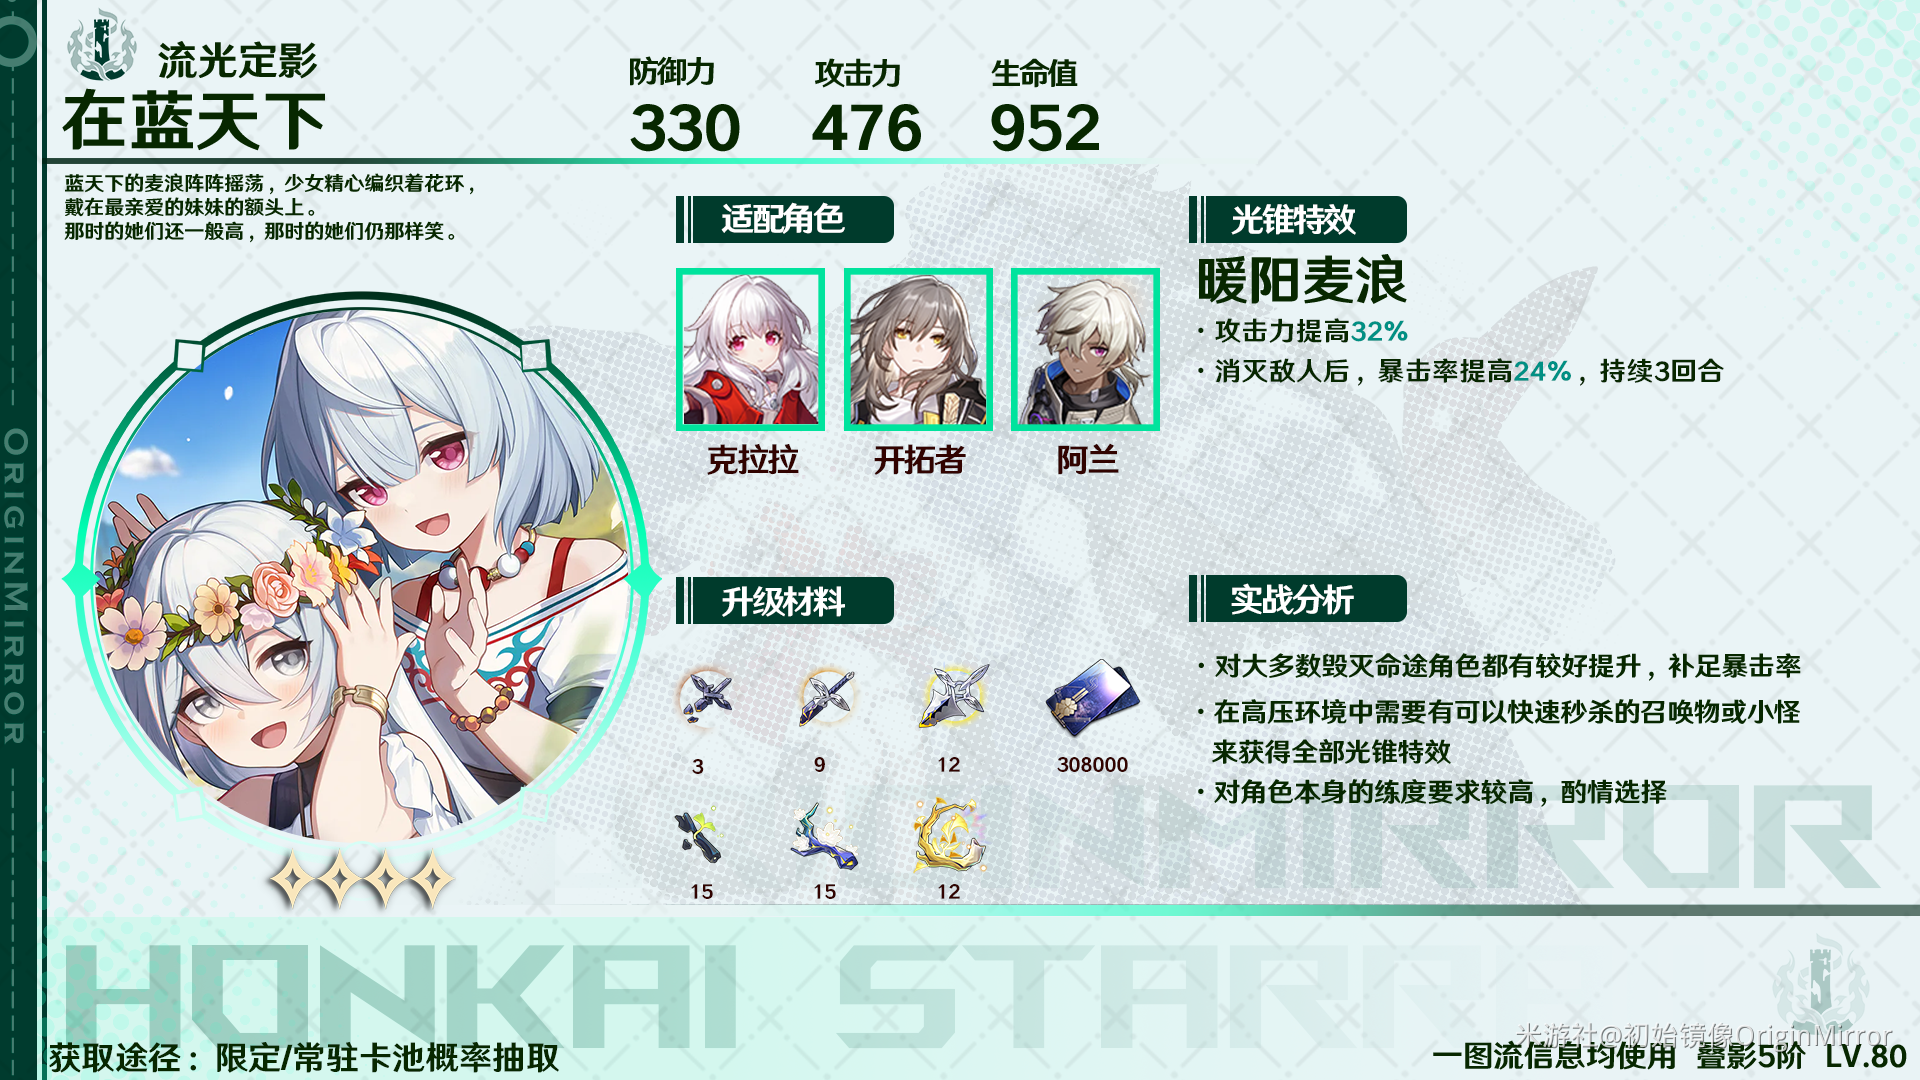 流光定影
在蓝天下
防御力
330
攻击力
476
生命值
952
蓝天下的麦浪阵阵摇荡，少女精心编织着花环，
戴在最亲爱的妹妹的额头上。
那时的她们还一般高，那时的她们仍那样笑。
适配角色
克拉拉
开拓者
阿兰
光锥特效
暖阳麦浪
·攻击力提高32%
·消灭敌人后，暴击率提高24%，持续3回合
升级材料
3
9
12
308000
15
15
12
实战分析
·对大多数毁灭命途角色都有较好提升，补足暴击率
·在高压环境中需要有可以快速秒杀的召唤物或小怪
来获得全部光锥特效
·对角色本身的练度要求较高，酌情选择
ORIGINMIRROR
MIRROR
HONKAI STARR
米游社@初始镜像OriginMirror
获取途径：限定/常驻卡池概率抽取
一图流信息均使用 叠影5阶 LV.80